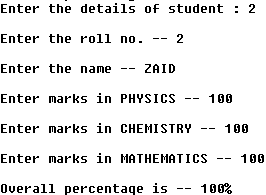 Enter the details of student : 2
Enter the roll no. -- 2
Enter the name -- ZAID
Enter marks in PHYSICS -- 100
Enter marks in CHEMISTRY -- 100
Enter marks in MATHEMATICS -- 100
Overall percentage is -- 100%